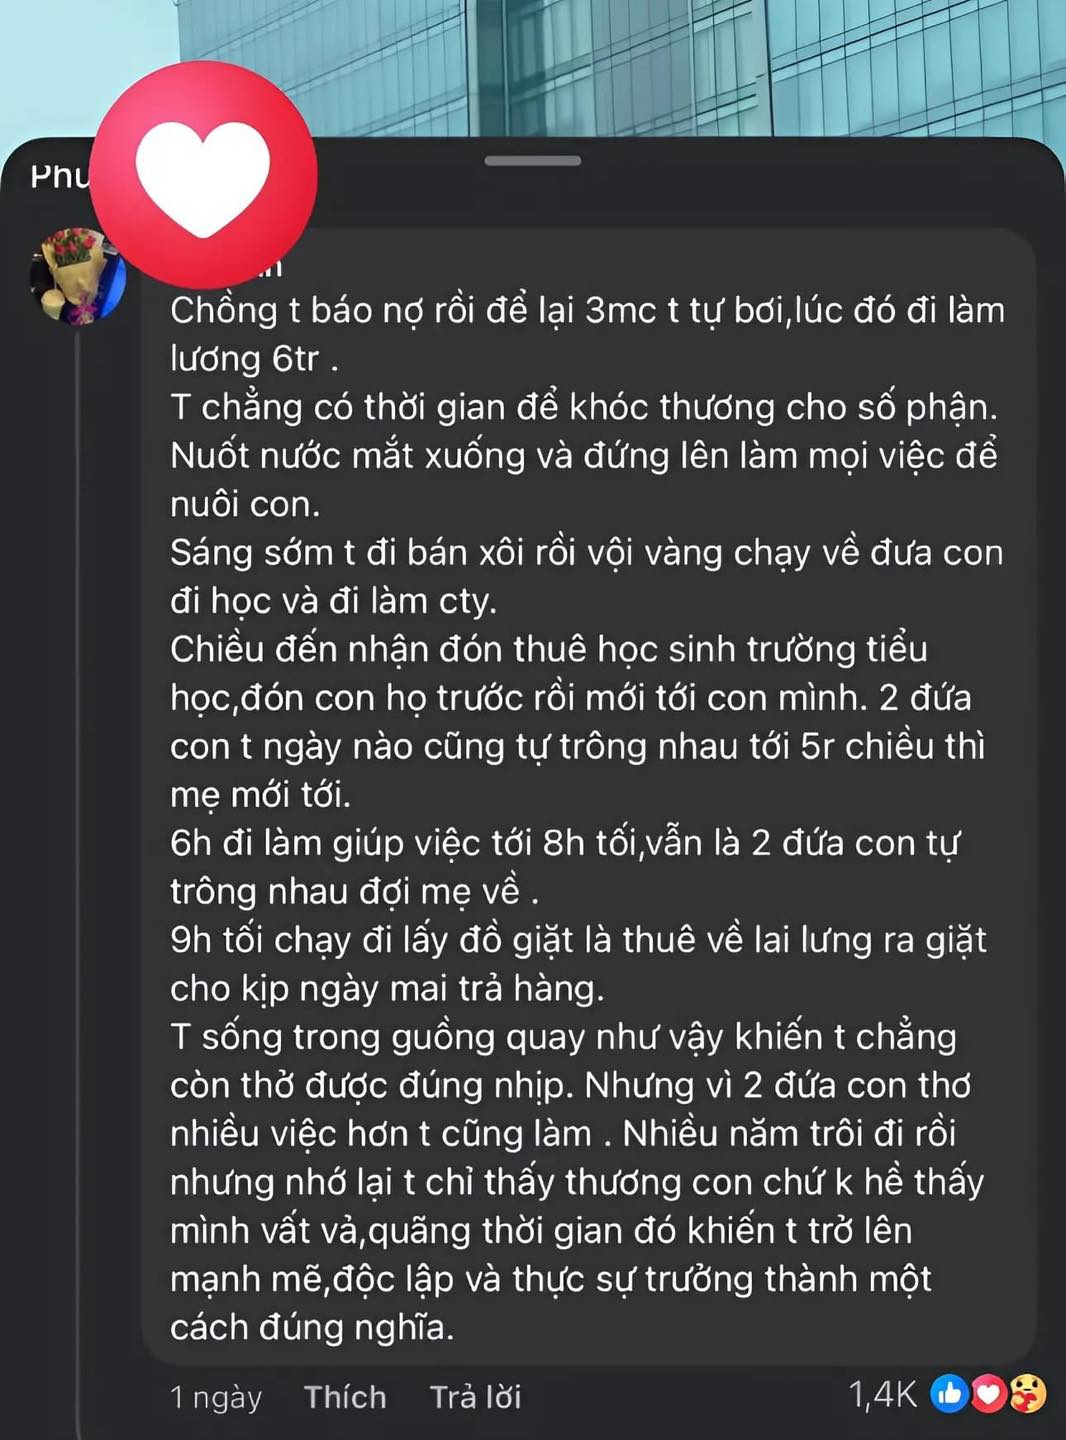 Phu
Chồng t báo nợ rồi để lại 3mc t tự bơi,lúc đó đi làm
lương 6tr .
T chẳng có thời gian để khóc thương cho số phận.
Nuốt nước mắt xuống và đứng lên làm mọi việc để
nuôi con.
Sáng sớm t đi bán xôi rồi vội vàng chạy về đưa con
đi học và đi làm cty.
Chiều đến nhận đón thuê học sinh trường tiểu
học,đón con họ trước rồi mới tới con mình. 2 đứa
con t ngày nào cũng tự trông nhau tới 5r chiều thì
mẹ mới tới.
6h đi làm giúp việc tới 8h tối,vẫn là 2 đứa con tự
trông nhau đợi mẹ về .
9h tối chạy đi lấy đồ giặt là thuê về lai lưng ra giặt
cho kịp ngày mai trả hàng.
T sống trong guồng quay như vậy khiến t chẳng
còn thở được đúng nhịp. Nhưng vì 2 đứa con thơ
nhiều việc hơn t cũng làm . Nhiều năm trôi đi rồi
nhưng nhớ lại t chỉ thấy thương con chứ k hề thấy
mình vất vả,quãng thời gian đó khiến t trở lên
mạnh mẽ,độc lập và thực sự trưởng thành một
cách đúng nghĩa.
1 ngày Thích Trả lời 1,4K